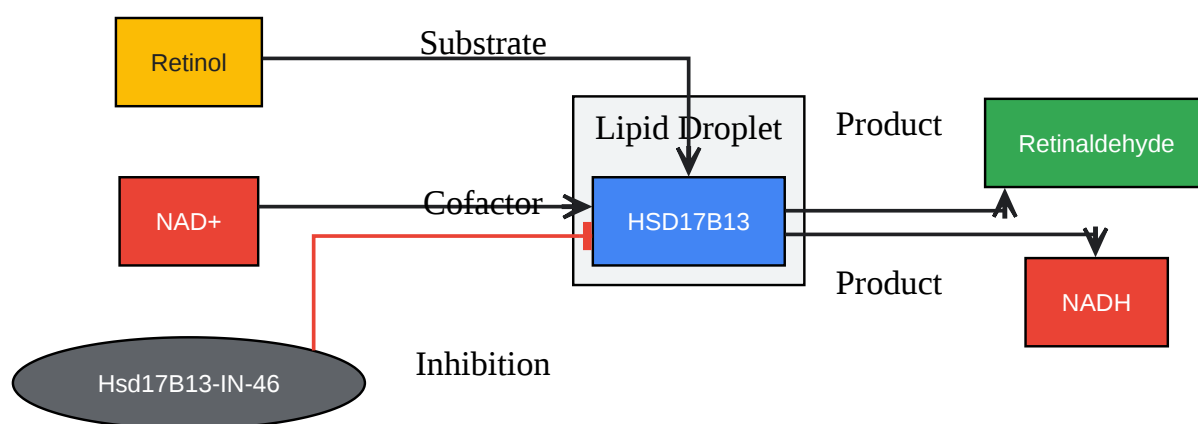 Retinol
Substrate
Lipid Droplet
Product
Retinaldehyde
NAD+
Cofactor
HSD17B13
Product
NADH
Inhibition
Hsd17B13-IN-46